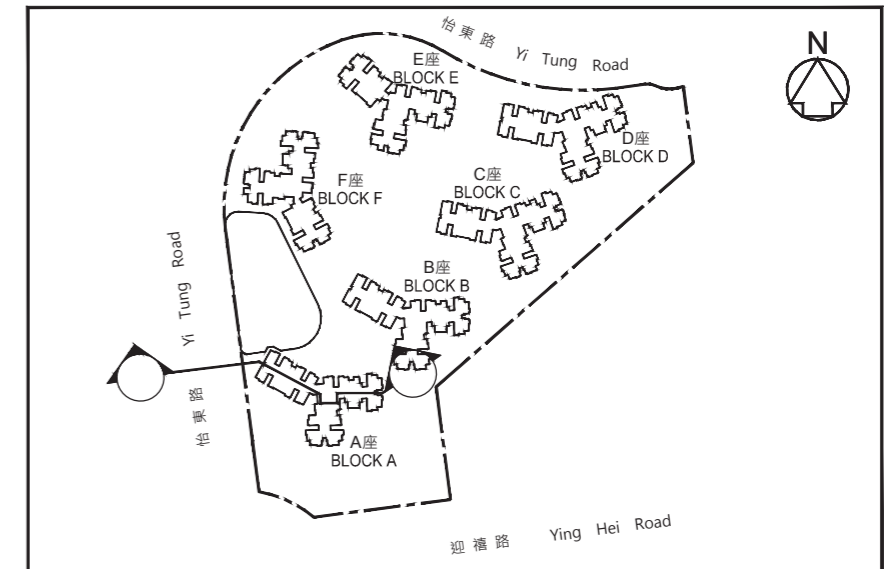 怡東路 Yi Tung Road
N
E座
BLOCK E
D座
BLOCK D
C座
BLOCK C
F座
BLOCK F
B座
BLOCK B
怡東路 Yi Tung Road
A座
BLOCK A
迎禧路 Ying Hei Road